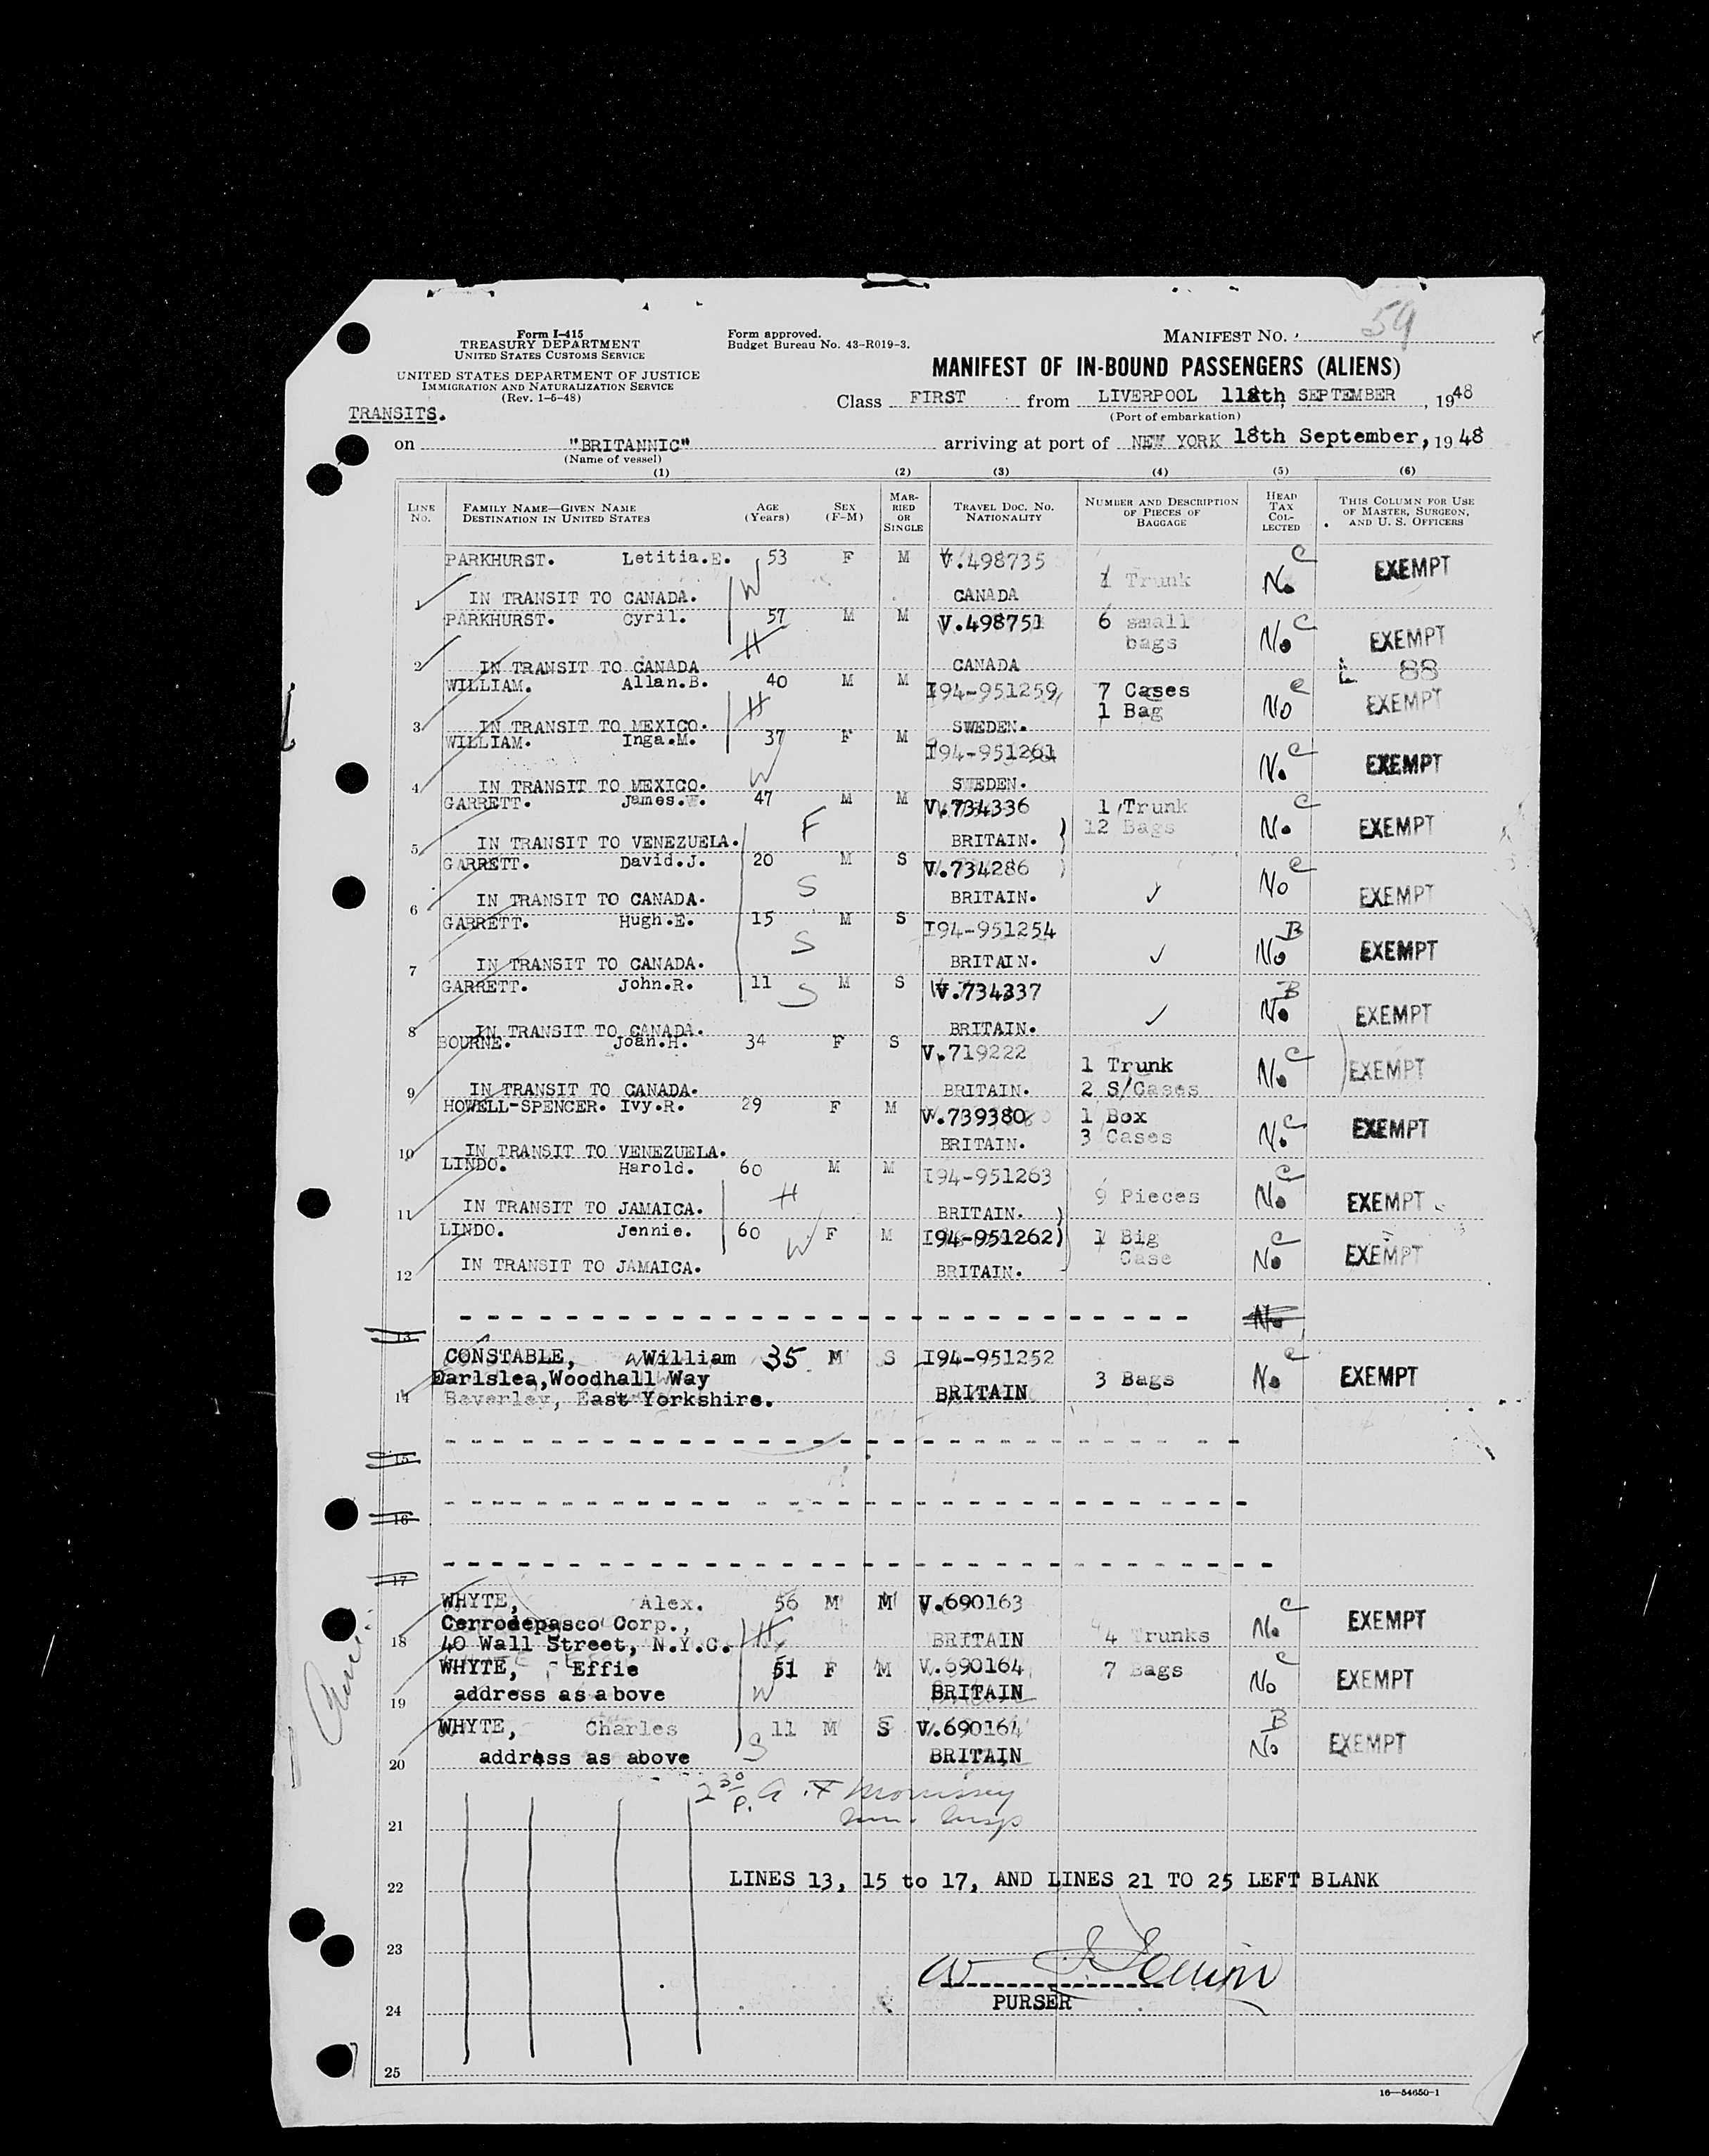 59
Form I-415
TREASURY DEPARTMENT
UNITED STATES CUSTOMS SERVICE
UNITED STATES DEPARTMENT OF JUSTICE
IMMIGRATION AND NATURALIZATION SERVICE
(Rev. 1-5-48)
Form approved.
Budget Bureau No. 43-R019-3.
MANIFEST NO.
MANIFEST OF IN-BOUND PASSENGERS (ALIENS)
Class FIRST from LIVERPOOL 11th SEPTEMBER, 1948
(Port of embarkation)
TRANSITS.
on "BRITANNIC" arriving at port of NEW YORK 18th September, 1948
(Name of vessel)
(1) (2) (3) (4) (5) (6)
LINE NO. FAMILY NAME—GIVEN NAME DESTINATION IN UNITED STATES AGE (Years) SEX (F-M) MARRIED OR SINGLE TRAVEL DOC. NO. NATIONALITY NUMBER AND DESCRIPTION OF PIECES OF BAGGAGE HEAD TAX COLLECTED THIS COLUMN FOR USE OF MASTER, SURGEON, AND U. S. OFFICERS
PARKHURST. Letitia.E. 53 F M V.498735 1 Trunk No C EXEMPT
1 IN TRANSIT TO CANADA. W CANADA
PARKHURST. Cyril. 57 M M V.498751 6 small bags No C EXEMPT
2 IN TRANSIT TO CANADA H CANADA 88
WILLIAM. Allan.B. 40 M M I94-951259 7 Cases 1 Bag No C EXEMPT
3 IN TRANSIT TO MEXICO. H SWEDEN.
WILLIAM. Inga.M. 37 F M I94-951261 No C EXEMPT
4 IN TRANSIT TO MEXICO. W SWEDEN.
GARRETT. James.W. 47 M M V.734336 1 Trunk 12 Bags No C EXEMPT
5 IN TRANSIT TO VENEZUELA. F BRITAIN.
GARRETT. David.J. 20 M S V.734286 No C EXEMPT
6 IN TRANSIT TO CANADA. S BRITAIN.
GARRETT. Hugh.E. 15 M S I94-951254 No B EXEMPT
7 IN TRANSIT TO CANADA. S BRITAIN.
GARRETT. John.R. 11 M S V.734337 No B EXEMPT
8 IN TRANSIT TO CANADA. S BRITAIN.
BOURNE. Joan.H. 34 F S V.719222 1 Trunk 2 S/Cases No C EXEMPT
9 IN TRANSIT TO CANADA. BRITAIN.
HOWELL-SPENCER. Ivy.R. 29 F M V.739380 1 Box 3 Cases No C EXEMPT
10 IN TRANSIT TO VENEZUELA. BRITAIN.
LINDO. Harold. 60 M M I94-951263 9 Pieces No C EXEMPT
11 IN TRANSIT TO JAMAICA. H BRITAIN. )
LINDO. Jennie. 60 F M I94-951262) 1 Big Case No C EXEMPT
12 IN TRANSIT TO JAMAICA. W BRITAIN.
13 No
CONSTABLE, William 35 M S I94-951252 3 Bags No C EXEMPT
Earlslea,Woodhall Way BRITAIN
14 Beverley, East Yorkshire.
15
16
17
WHYTE, Alex. 56 M M V.690163 4 Trunks No C EXEMPT
Cerrodepasco Corp., BRITAIN
18 40 Wall Street, N.Y.C. H
WHYTE, Effie 51 F M V.690164 7 Bags No C EXEMPT
19 address as above W BRITAIN
WHYTE, Charles 11 M S V.690164 No B EXEMPT
20 address as above S BRITAIN
2 30 P. A F Morrissey
21 Imm. Insp
22 LINES 13, 15 to 17, AND LINES 21 TO 25 LEFT BLANK
23
PURSER
24
25
16—54650-1